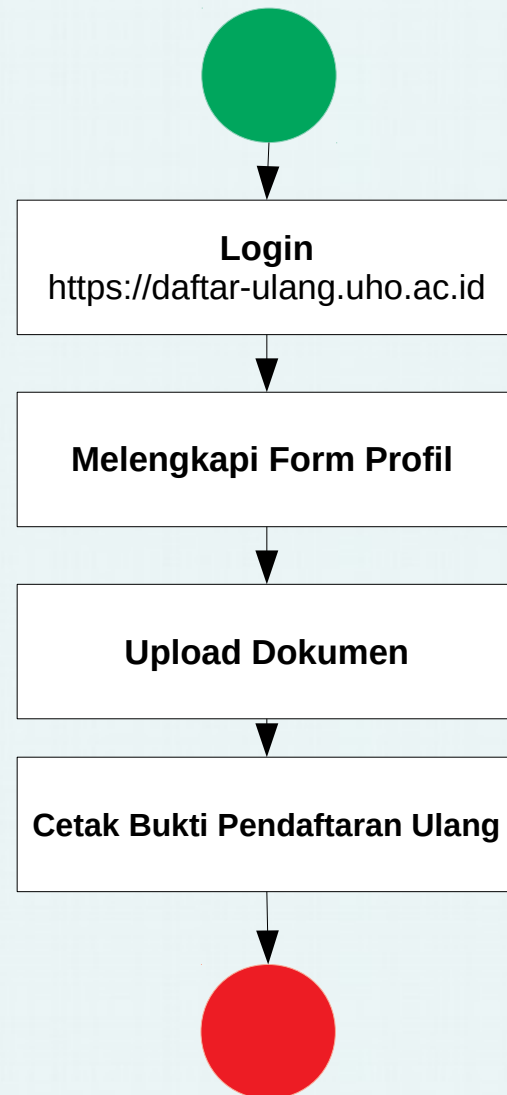 Login
https://daftar-ulang.uho.ac.id
Melengkapi Form Profil
Upload Dokumen
Cetak Bukti Pendaftaran Ulang